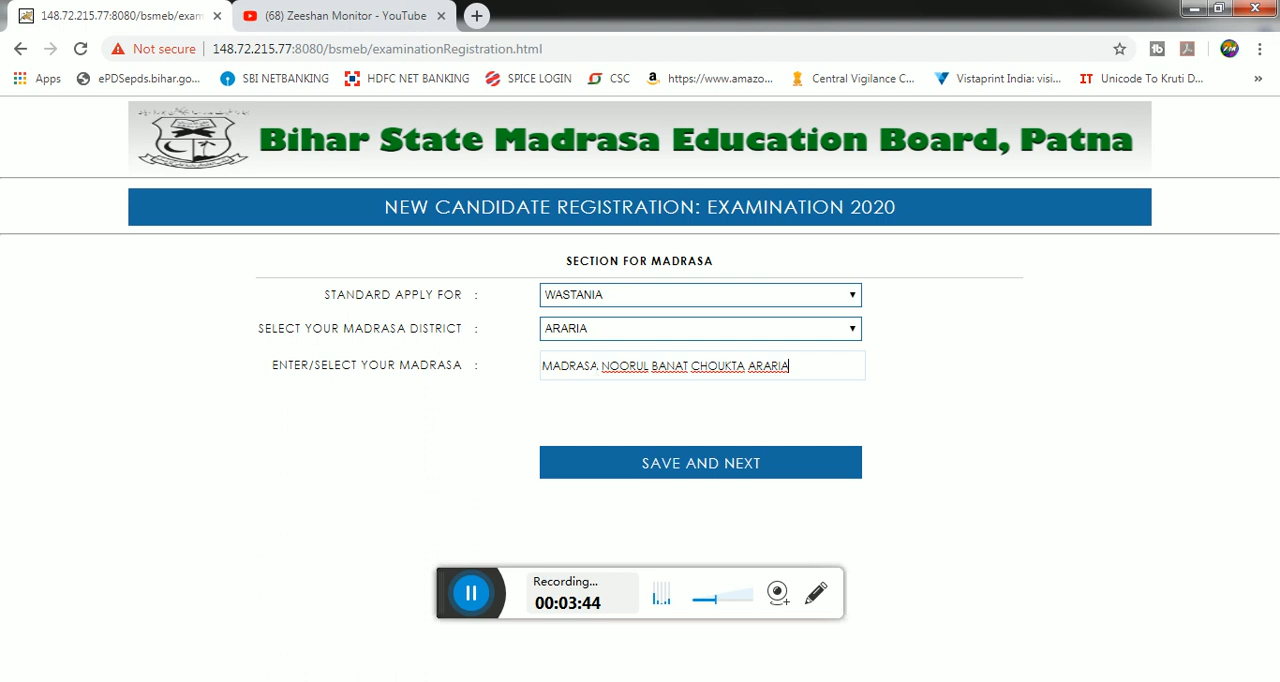 148.72.215.77:8080/bsmeb/exam
(68) Zeeshan Monitor - YouTube
Not secure
148.72.215.77:8080/bsmeb/examinationRegistration.html
Apps
ePDSepds.bihar.go...
SBI NETBANKING
HDFC NET BANKING
SPICE LOGIN
CSC
https://www.amazo...
Central Vigilance C...
Vistaprint India: visi...
IT Unicode To Kruti D...
Bihar State Madrasa Education Board, Patna
NEW CANDIDATE REGISTRATION: EXAMINATION 2020
SECTION FOR MADRASA
STANDARD APPLY FOR : WASTANIA
SELECT YOUR MADRASA DISTRICT : ARARIA
ENTER/SELECT YOUR MADRASA : MADRASA NOORUL BANAT CHOUKTA ARARIA
SAVE AND NEXT
Recording...
00:03:44